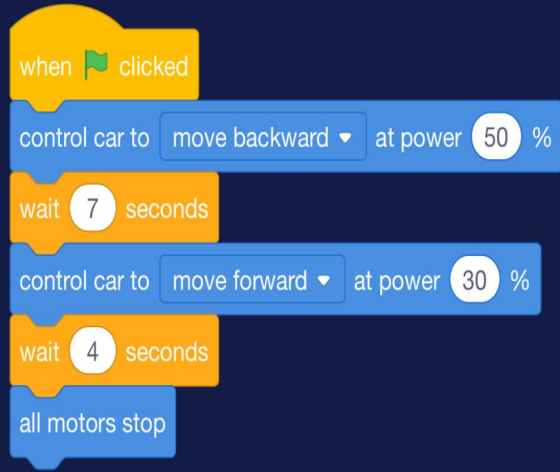 when clicked
control car to move backward at power 50 %
wait 7 seconds
control car to move forward at power 30 %
wait 4 seconds
all motors stop